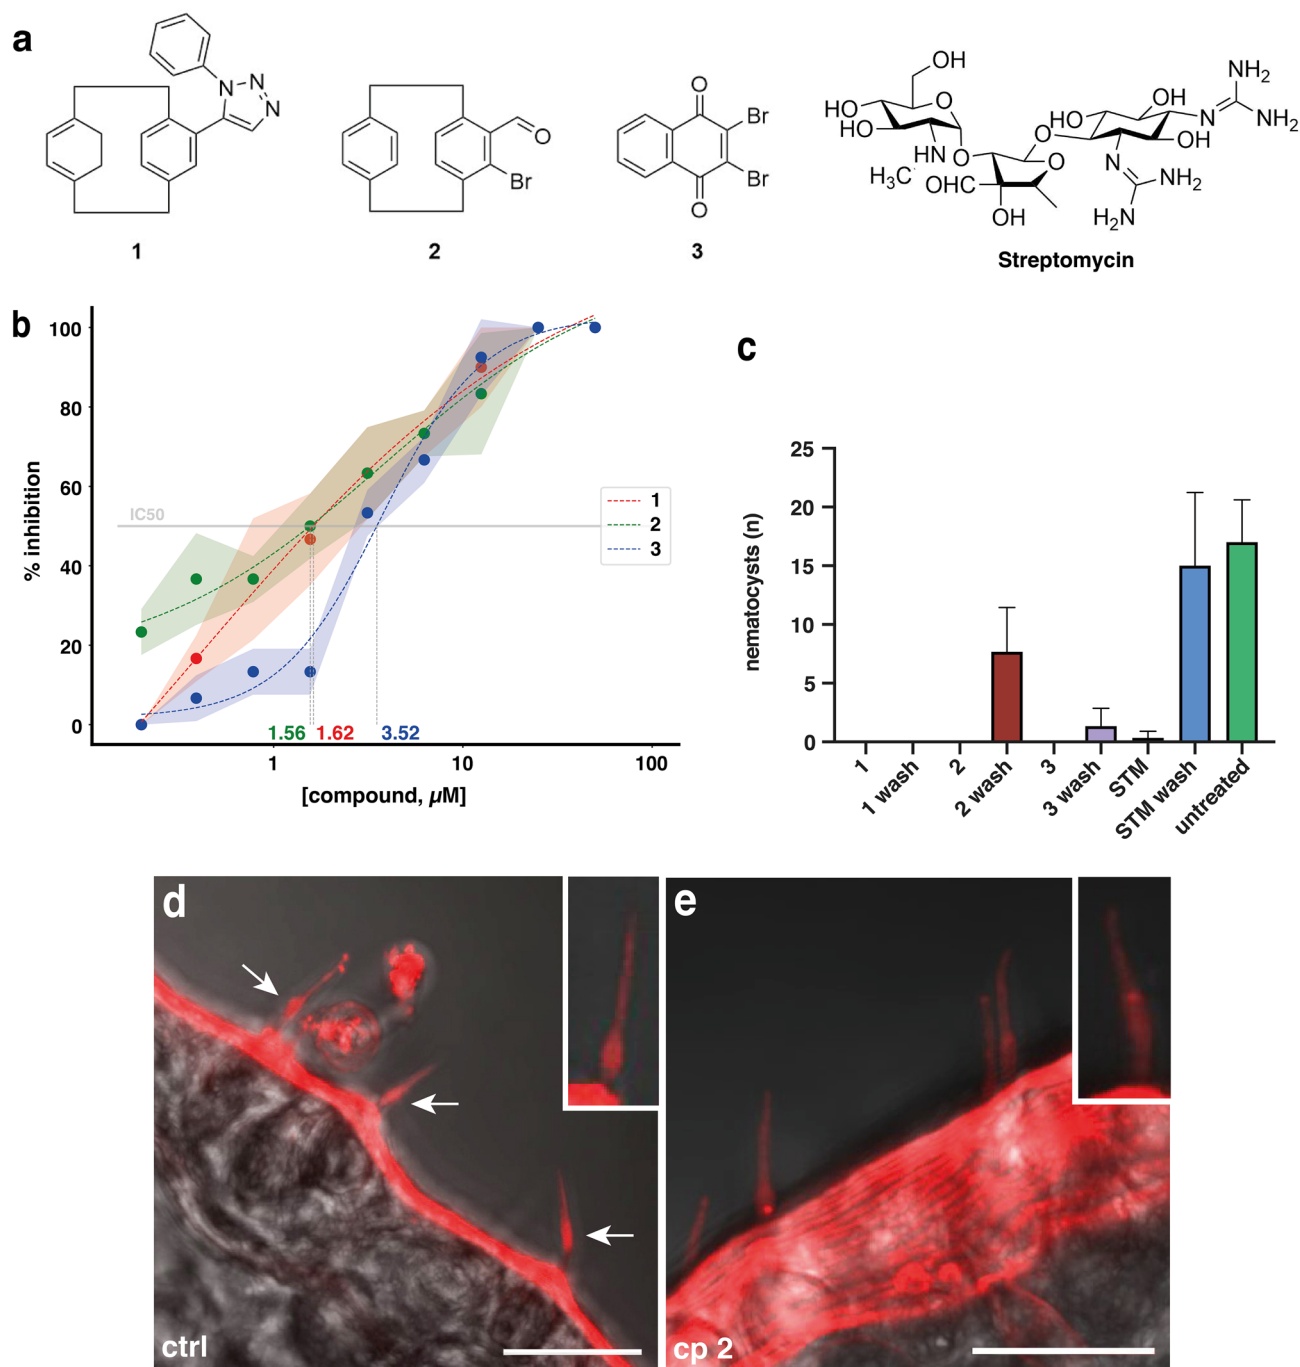 a
N
N
N
1
O
Br
2
O
Br
Br
O
3
OH
HO
HO
O
HN
H₃C
O
OHC
OH
O
O
HO
OH
OH
N
NH₂
NH₂
N
NH₂
H₂N
Streptomycin
b
% inhibition
100
80
60
40
20
0
IC50
1
2
3
1.56
1.62
3.52
1
10
100
[compound, µM]
c
nematocysts (n)
25
20
15
10
5
0
1
1 wash
2
2 wash
3
3 wash
STM
STM wash
untreated
d
ctrl
e
cp 2